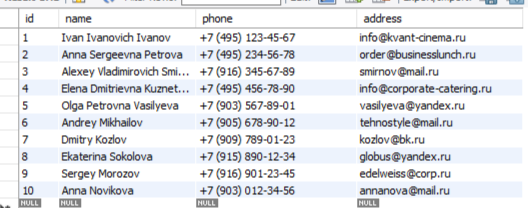 id name phone address
1 Ivan Ivanovich Ivanov +7 (495) 123-45-67 info@kvant-cinema.ru
2 Anna Sergeevna Petrova +7 (495) 234-56-78 order@businesslunch.ru
3 Alexey Vladimirovich Smi... +7 (916) 345-67-89 smirnov@mail.ru
4 Elena Dmitrievna Kuznet... +7 (495) 456-78-90 info@corporate-catering.ru
5 Olga Petrovna Vasilyeva +7 (903) 567-89-01 vasilyeva@yandex.ru
6 Andrey Mikhailov +7 (905) 678-90-12 tehnostyle@mail.ru
7 Dmitry Kozlov +7 (909) 789-01-23 kozlov@bk.ru
8 Ekaterina Sokolova +7 (915) 890-12-34 globus@yandex.ru
9 Sergey Morozov +7 (916) 901-23-45 edelweiss@corp.ru
10 Anna Novikova +7 (903) 012-34-56 annanova@mail.ru
NULL NULL NULL NULL